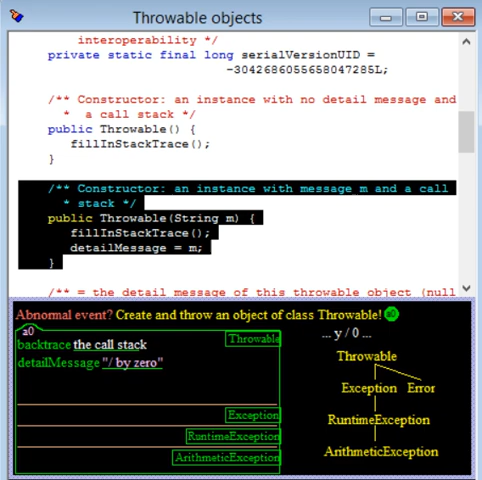 Throwable objects
interoperability */
private static final long serialVersionUID =
-3042686055658047285L;
/** Constructor: an instance with no detail message and
* a call stack */
public Throwable() {
fillInStackTrace();
}
/** Constructor: an instance with message m and a call
* stack */
public Throwable(String m) {
fillInStackTrace();
detailMessage = m;
}
/** = the detail message of this throwable object (null
Abnormal event? Create and throw an object of class Throwable! a0
a0
... y / 0 ...
backtrace the call stack
Throwable
detailMessage "/ by zero"
Throwable
Exception Error
Exception
RuntimeException
RuntimeException
ArithmeticException
ArithmeticException